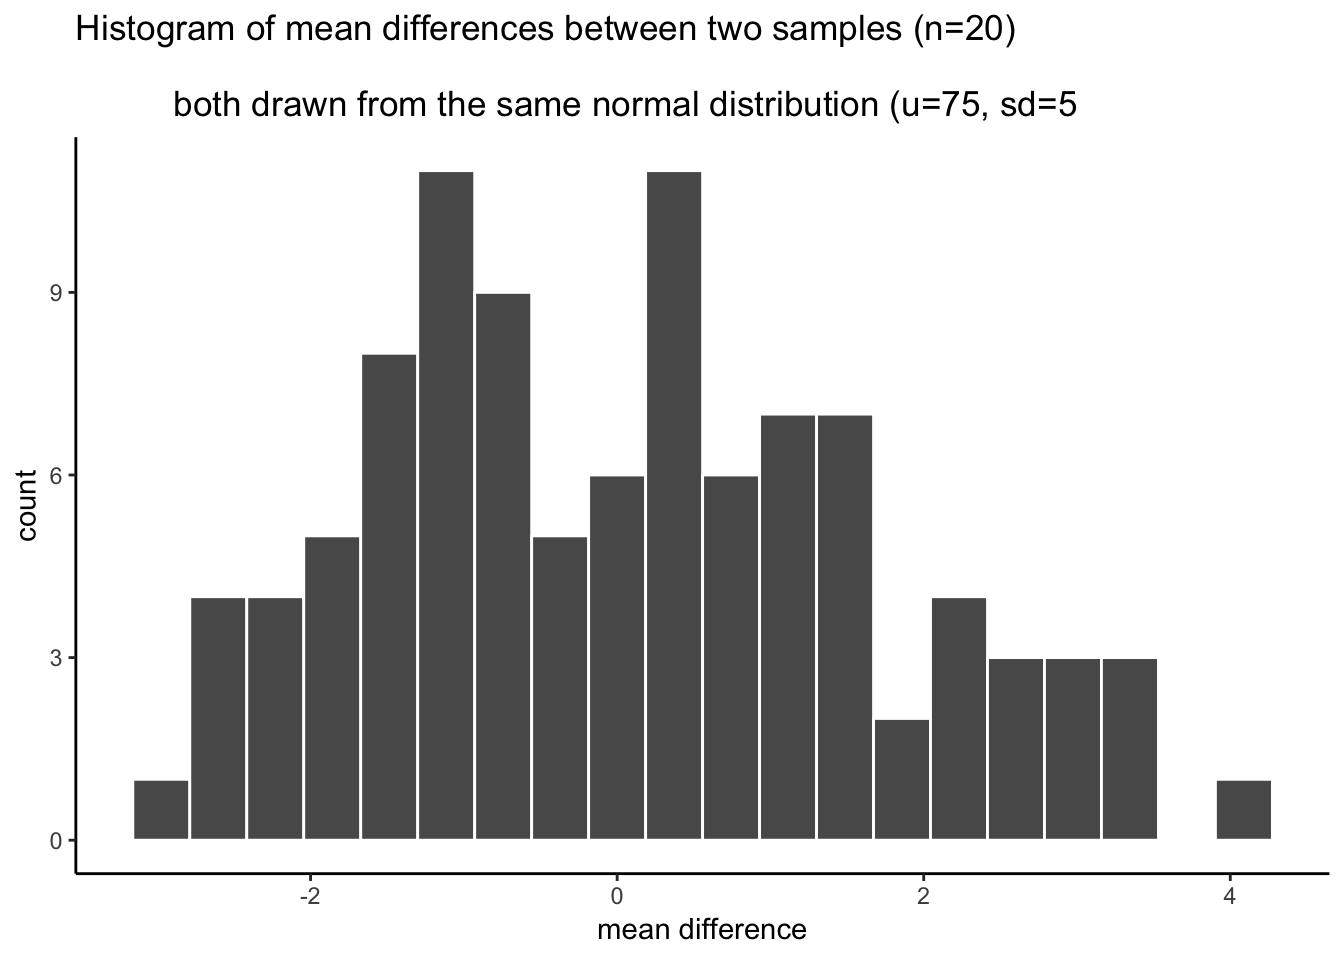 Histogram of mean differences between two samples (n=20)
both drawn from the same normal distribution (u=75, sd=5
9
6
3
0
count
-2 0 2 4
mean difference